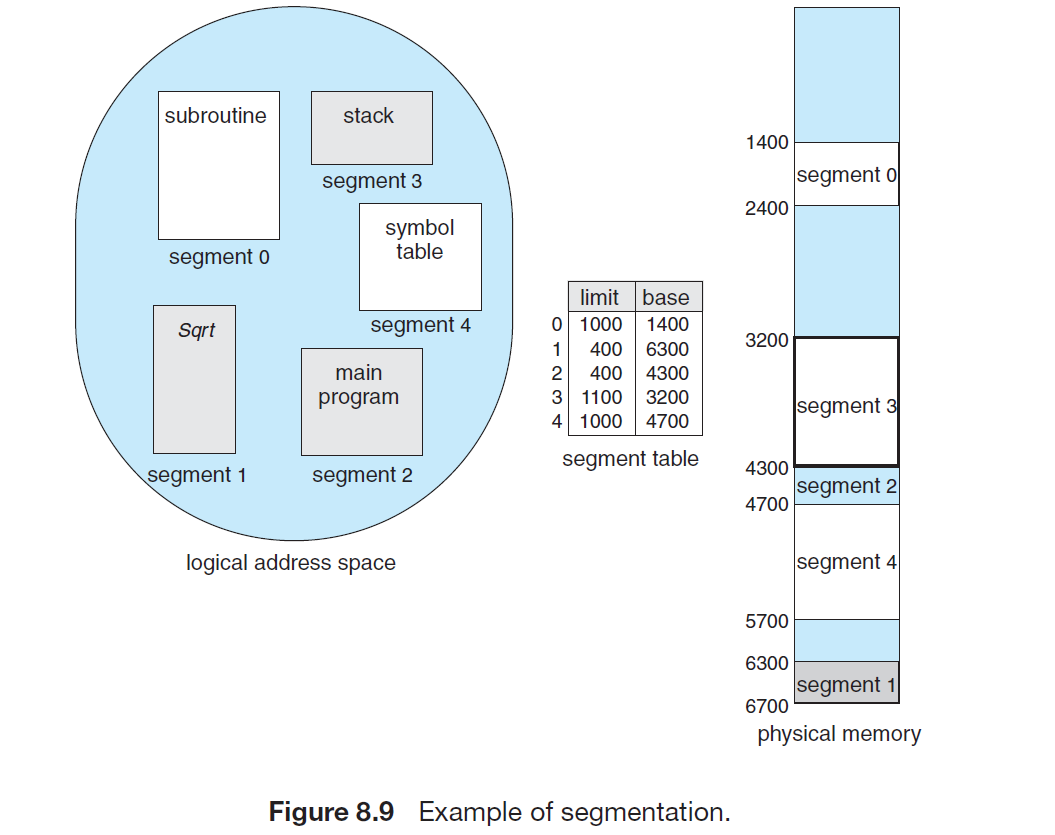 subroutine
segment 0
stack
segment 3
symbol
table
segment 4
Sqrt
segment 1
main
program
segment 2
logical address space
limit base
0 1000 1400
1 400 6300
2 400 4300
3 1100 3200
4 1000 4700
segment table
1400
segment 0
2400
3200
segment 3
4300
segment 2
4700
segment 4
5700
6300
segment 1
6700
physical memory
Figure 8.9 Example of segmentation.